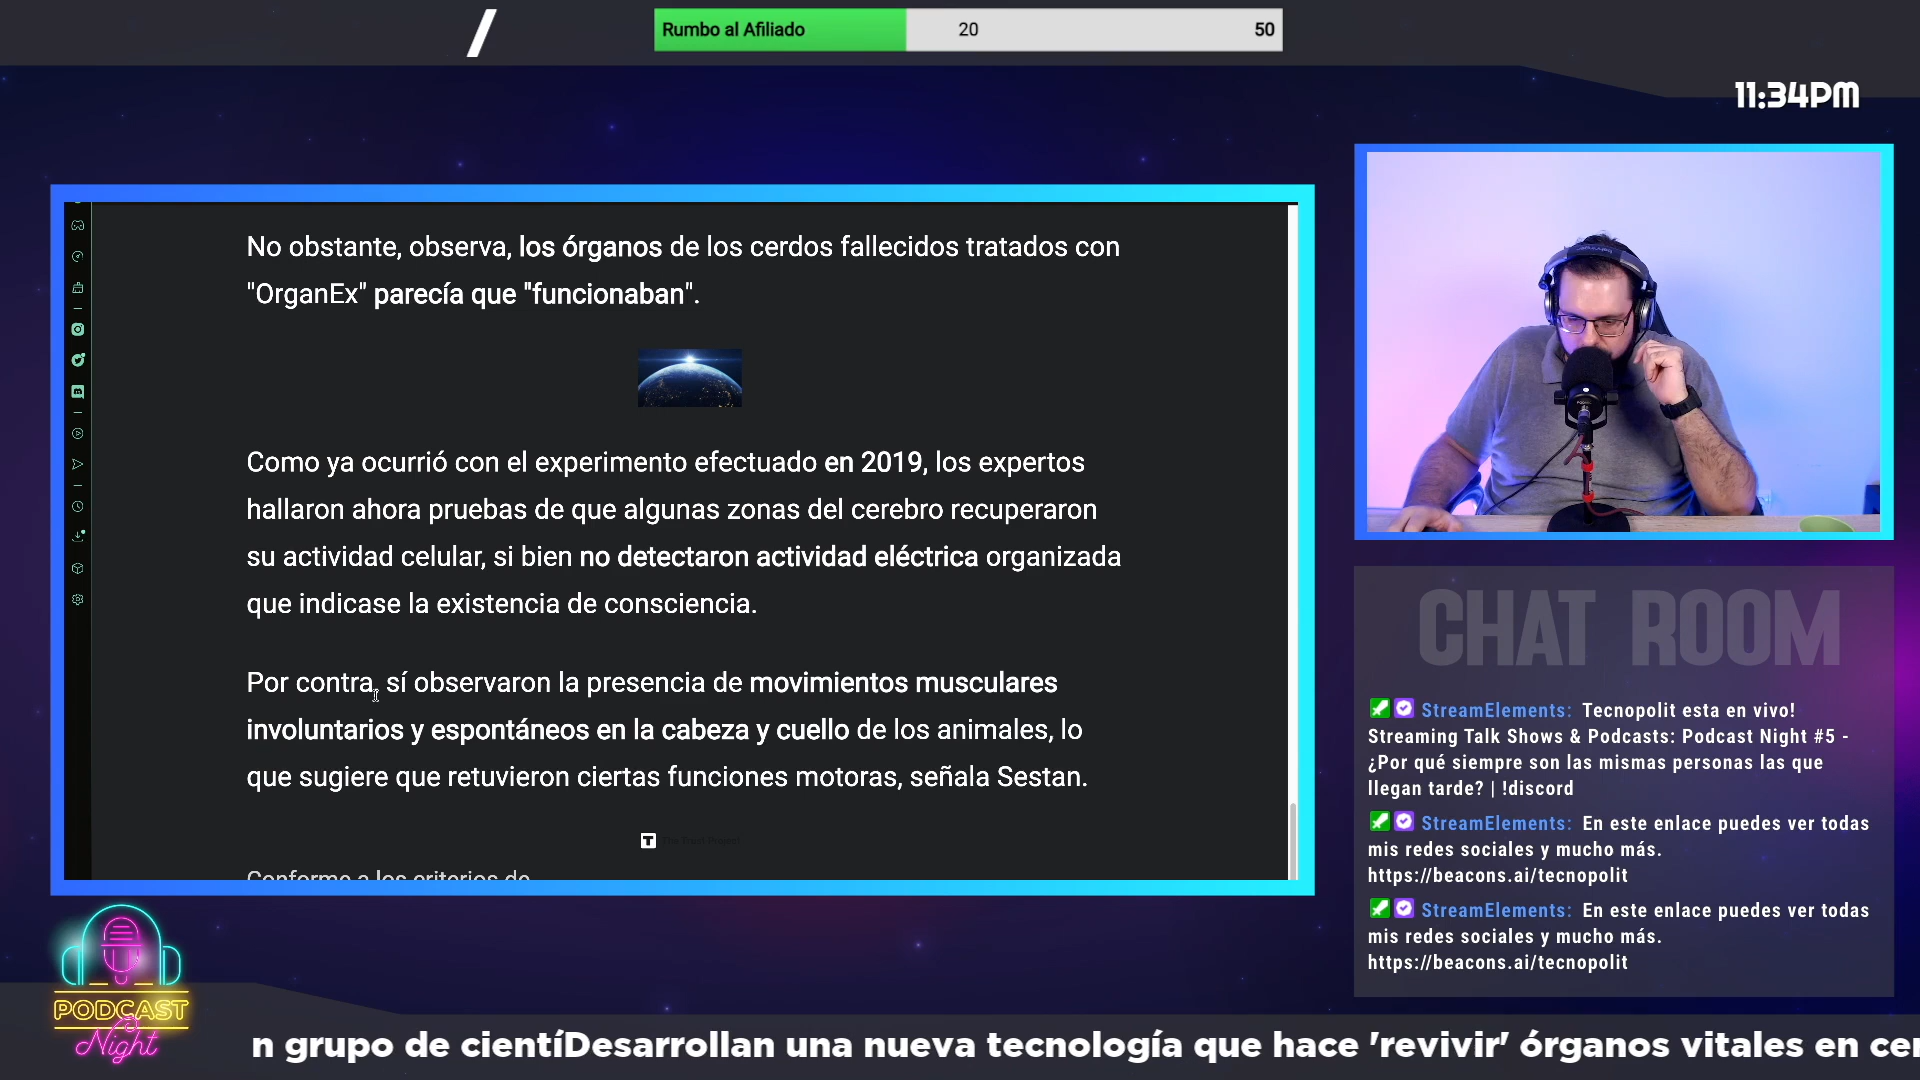 /
Rumbo al Afiliado 20 50
11:34PM
No obstante, observa, los órganos de los cerdos fallecidos tratados con
"OrganEx" parecía que "funcionaban".
Como ya ocurrió con el experimento efectuado en 2019, los expertos
hallaron ahora pruebas de que algunas zonas del cerebro recuperaron
su actividad celular, si bien no detectaron actividad eléctrica organizada
que indicase la existencia de consciencia.
Por contra, sí observaron la presencia de movimientos musculares
involuntarios y espontáneos en la cabeza y cuello de los animales, lo
que sugiere que retuvieron ciertas funciones motoras, señala Sestan.
T
Conforme a los criterios de
CHAT ROOM
StreamElements: Tecnopolit esta en vivo!
Streaming Talk Shows & Podcasts: Podcast Night #5 -
¿Por qué siempre son las mismas personas las que
llegan tarde? | !discord
StreamElements: En este enlace puedes ver todas
mis redes sociales y mucho más.
https://beacons.ai/tecnopolit
StreamElements: En este enlace puedes ver todas
mis redes sociales y mucho más.
https://beacons.ai/tecnopolit
PODCAST
Night
n grupo de cientíDesarrollan una nueva tecnología que hace 'revivir' órganos vitales en cer